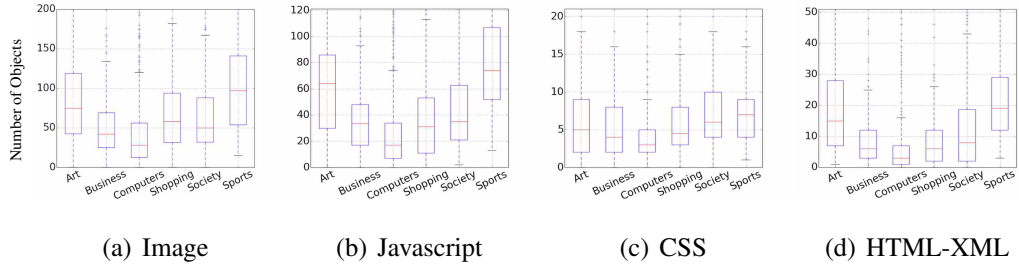 Number of Objects
200
150
100
50
0
Art
Business
Computers
Shopping
Society
Sports
(a) Image
120
100
80
60
40
20
0
Art
Business
Computers
Shopping
Society
Sports
(b) Javascript
20
15
10
5
0
Art
Business
Computers
Shopping
Society
Sports
(c) CSS
50
40
30
20
10
0
Art
Business
Computers
Shopping
Society
Sports
(d) HTML-XML